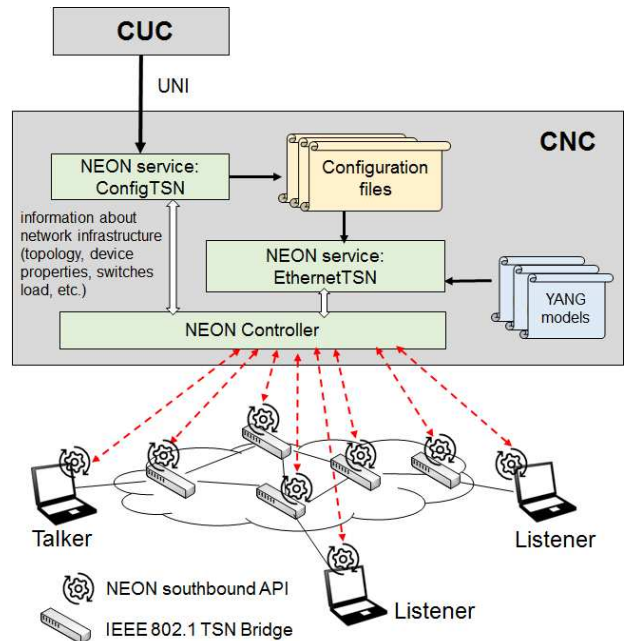 CUC
UNI
CNC
NEON service:
ConfigTSN
Configuration
files
information about
network infrastructure
(topology, device
properties, switches
load, etc.)
NEON service:
EthernetTSN
YANG
models
NEON Controller
Talker
Listener
NEON southbound API
Listener
IEEE 802.1 TSN Bridge